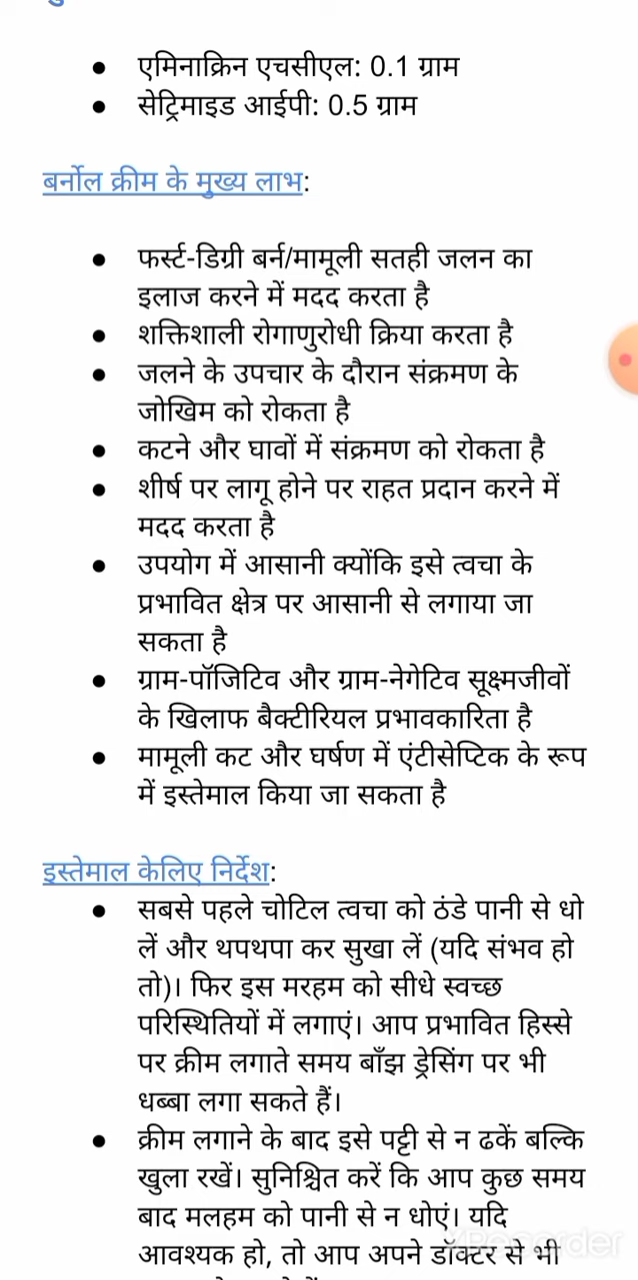 एमिनाक्रिन एचसीएल: 0.1 ग्राम
सेट्रिमाइड आईपी: 0.5 ग्राम
बर्नोल क्रीम के मुख्य लाभ:
फर्स्ट-डिग्री बर्न/मामूली सतही जलन का
इलाज करने में मदद करता है
शक्तिशाली रोगाणुरोधी क्रिया करता है
जलने के उपचार के दौरान संक्रमण के
जोखिम को रोकता है
कटने और घावों में संक्रमण को रोकता है
शीर्ष पर लागू होने पर राहत प्रदान करने में
मदद करता है
उपयोग में आसानी क्योंकि इसे त्वचा के
प्रभावित क्षेत्र पर आसानी से लगाया जा
सकता है
ग्राम-पॉजिटिव और ग्राम-नेगेटिव सूक्ष्मजीवों
के खिलाफ बैक्टीरियल प्रभावकारिता है
मामूली कट और घर्षण में एंटीसेप्टिक के रूप
में इस्तेमाल किया जा सकता है
इस्तेमाल केलिए निर्देश:
सबसे पहले चोटिल त्वचा को ठंडे पानी से धो
लें और थपथपा कर सुखा लें (यदि संभव हो
तो)। फिर इस मरहम को सीधे स्वच्छ
परिस्थितियों में लगाएं। आप प्रभावित हिस्से
पर क्रीम लगाते समय बाँझ ड्रेसिंग पर भी
धब्बा लगा सकते हैं।
क्रीम लगाने के बाद इसे पट्टी से न ढकें बल्कि
खुला रखें। सुनिश्चित करें कि आप कुछ समय
बाद मलहम को पानी से न धोएं। यदि
आवश्यक हो, तो आप अपने डॉक्टर से भी
XRecorder